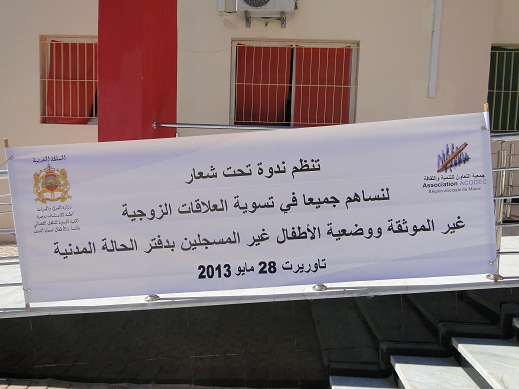 المملكة المغربية
تنظم ندوة تحت شعار
لنساهم جميعا في تسوية العلاقات الزوجية
غير الموثقة ووضعية الأطفال غير المسجلين بدفتر الحالة المدنية
تاوريرت 28 مايو 2013
جمعية التعاون للتنمية والثقافة
Association ACODEC
Région orientale du Maroc